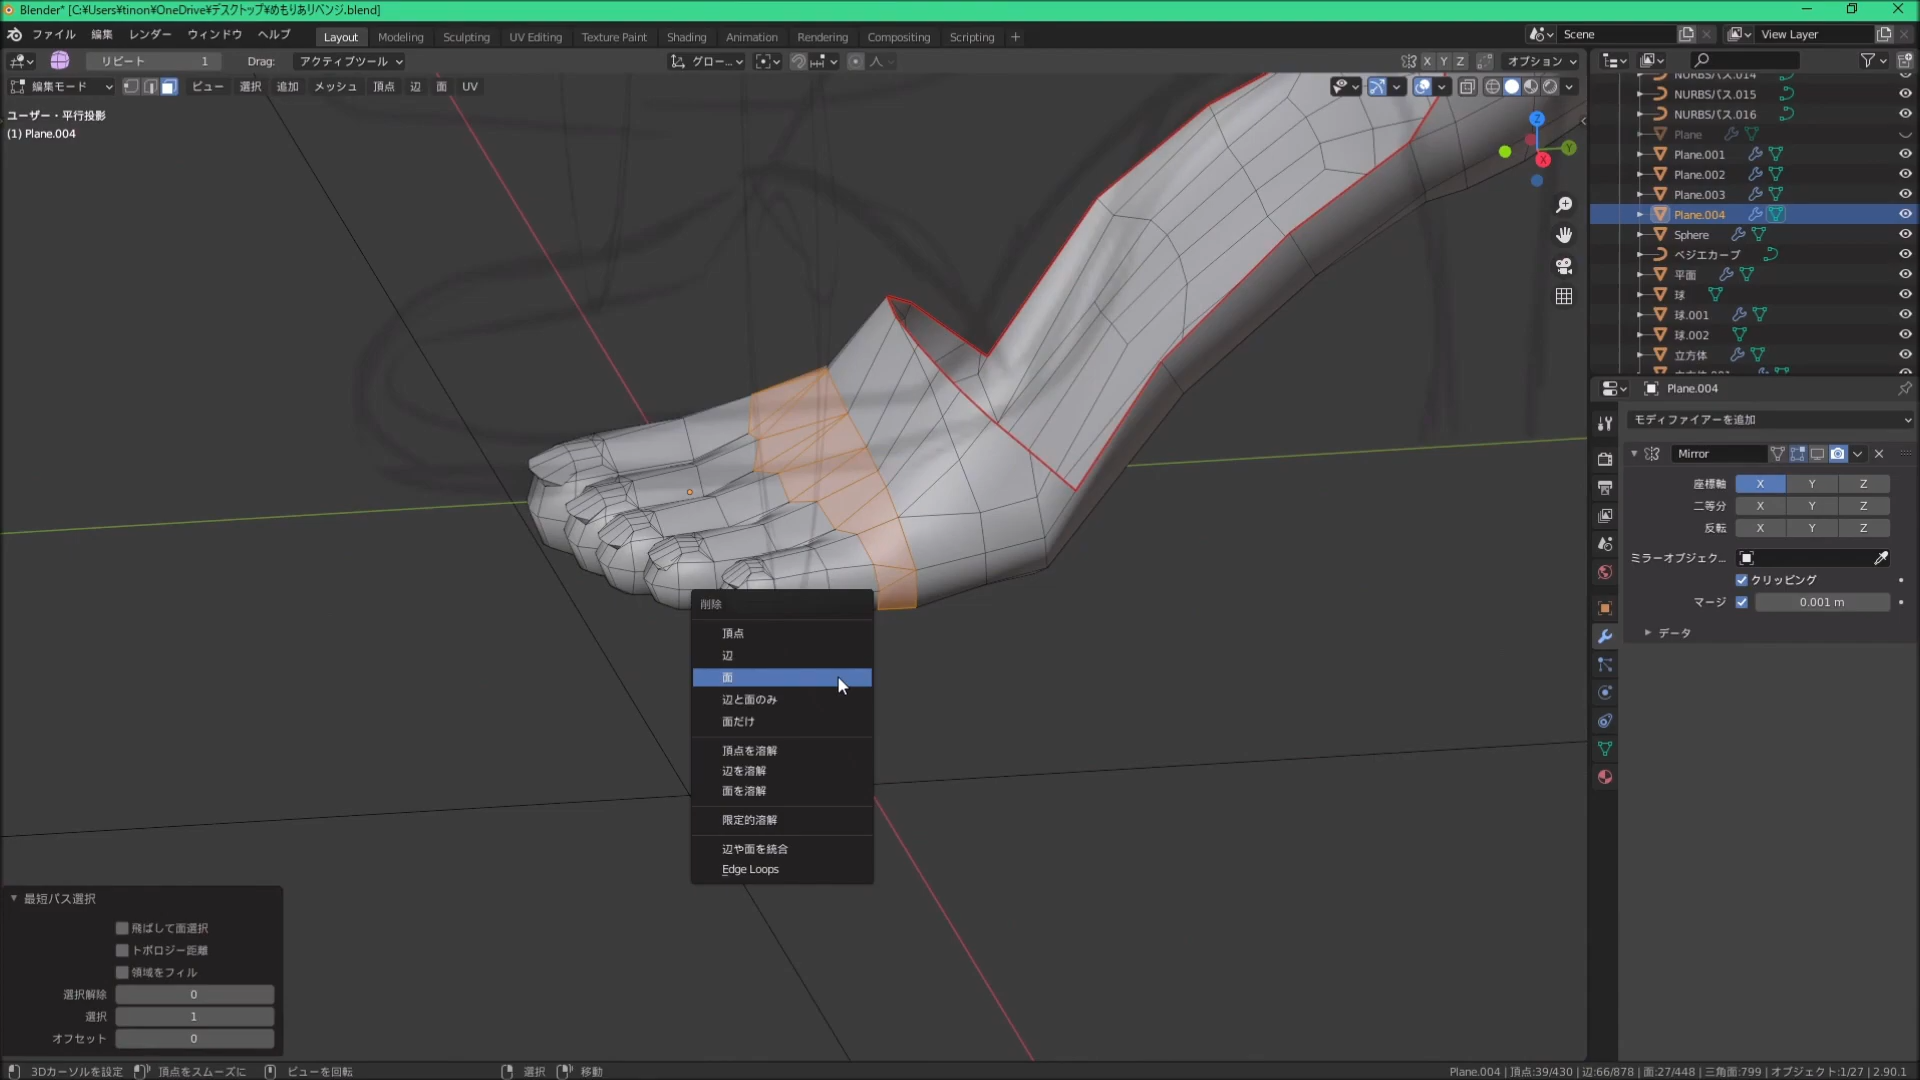 Blender* [C:¥Users¥tinon¥OneDrive¥デスクトップ¥めもりありベンジ.blend]
ファイル 編集 レンダー ウィンドウ ヘルプ Layout Modeling Sculpting UV Editing Texture Paint Shading Animation Rendering Compositing Scripting + Scene View Layer
リピート 1 Drag: アクティブツール グロー... X Y Z オプション
編集モード ビュー 選択 追加 メッシュ 頂点 辺 面 UV
ユーザー・平行投影
(1) Plane.004
Z
Y
X
NURBSパス.014
NURBSパス.015
NURBSパス.016
Plane
Plane.001
Plane.002
Plane.003
Plane.004
Sphere
ベジエカーブ
平面
球
球.001
球.002
立方体
立方体.001
Plane.004
モディファイアーを追加
Mirror
座標軸 X Y Z
二等分 X Y Z
反転 X Y Z
ミラーオブジェク...
クリッピング
マージ 0.001 m
データ
削除
頂点
辺
面
辺と面のみ
面だけ
頂点を溶解
辺を溶解
面を溶解
限定的溶解
辺や面を統合
Edge Loops
最短パス選択
飛ばして面選択
トポロジー距離
領域をフィル
選択解除 0
選択 1
オフセット 0
3Dカーソルを設定 頂点をスムーズに ビューを回転 選択 移動 Plane.004 | 頂点:39/430 | 辺:66/878 | 面:27/448 | 三角面:799 | オブジェクト:1/27 | 2.90.1